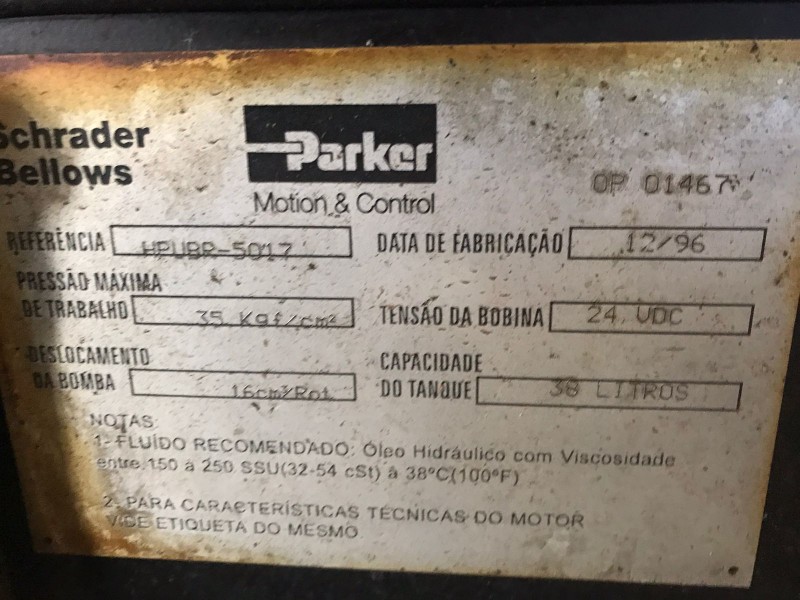 Schrader
Bellows
Parker
Motion & Control
OP 01467
REFERÊNCIA HPUBR-5017 DATA DE FABRICAÇÃO 12/96
PRESSÃO MÁXIMA
DE TRABALHO 35 Kgf/cm² TENSÃO DA BOBINA 24 VDC
DESLOCAMENTO
DA BOMBA 16cm³/Rot. CAPACIDADE
DO TANQUE 38 LITROS
NOTAS:
1- FLUÍDO RECOMENDADO: Óleo Hidráulico com Viscosidade
entre 150 à 250 SSU(32-54 cSt) à 38ºC(100ºF)
2- PARA CARACTERÍSTICAS TÉCNICAS DO MOTOR
VIDE ETIQUETA DO MESMO.